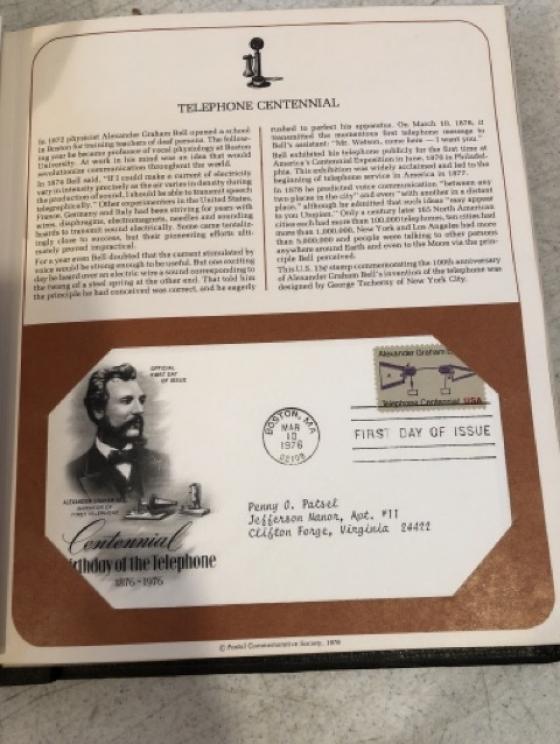 TELEPHONE CENTENNIAL
In 1872 physicist Alexander Graham Bell opened a school
in Boston for training teachers of deaf persons. The follow-
ing year he became professor of vocal physiology at Boston
University. At work in his mind was an idea that would
revolutionize communication throughout the world.
In 1874 Bell said, "If I could make a current of electricity
vary in intensity precisely as the air varies in density during
the production of sound, I should be able to transmit speech
telegraphically." Other experimenters in the United States,
France, Germany and Italy had been striving for years with
wires, diaphragms, electromagnets, needles and sounding
boards to transmit sound electrically. Some came tantaliz-
ingly close to success, but their pioneering efforts ulti-
mately proved impractical.
For a year even Bell doubted that the current stimulated by
voice would be strong enough to be useful. But one exciting
day he heard over an electric wire a sound corresponding to
the twang of a steel spring at the other end. That told him
the principle he had conceived was correct, and he eagerly
rushed to perfect his apparatus. On March 10, 1876, it
transmitted the momentous first telephone message to
Bell's assistant: "Mr. Watson, come here — I want you."
Bell exhibited his telephone publicly for the first time at
America's Centennial Exposition in June, 1876 in Philadel-
phia. This exhibition was widely acclaimed and led to the
beginning of telephone service in America in 1877.
In 1878 he predicted voice communication "between any
two places in the city" and even "with another in a distant
place," although he admitted that such ideas "may appear
to you Utopian." Only a century later 165 North American
cities each had more than 100,000 telephones, ten cities had
more than 1,000,000, New York and Los Angeles had more
than 5,000,000 and people were talking to other persons
anywhere around Earth and even to the Moon via the prin-
ciple Bell perceived.
This U.S. 13¢ stamp commemorating the 100th anniversary
of Alexander Graham Bell's invention of the telephone was
designed by George Tscherny of New York City.
OFFICIAL
FIRST DAY
OF ISSUE
Alexander Graham
Telephone Centennial USA
BOSTON, MA
MAR
10
1976
02109
FIRST DAY OF ISSUE
ALEXANDER GRAHAM BELL
INVENTOR OF
FIRST TELEPHONE
Centennial
rthday of the Telephone
1876-1976
Penny O. Patsel
Jefferson Manor, Apt. #11
Clifton Forge, Virginia 24422
© Postal Commemorative Society, 1976